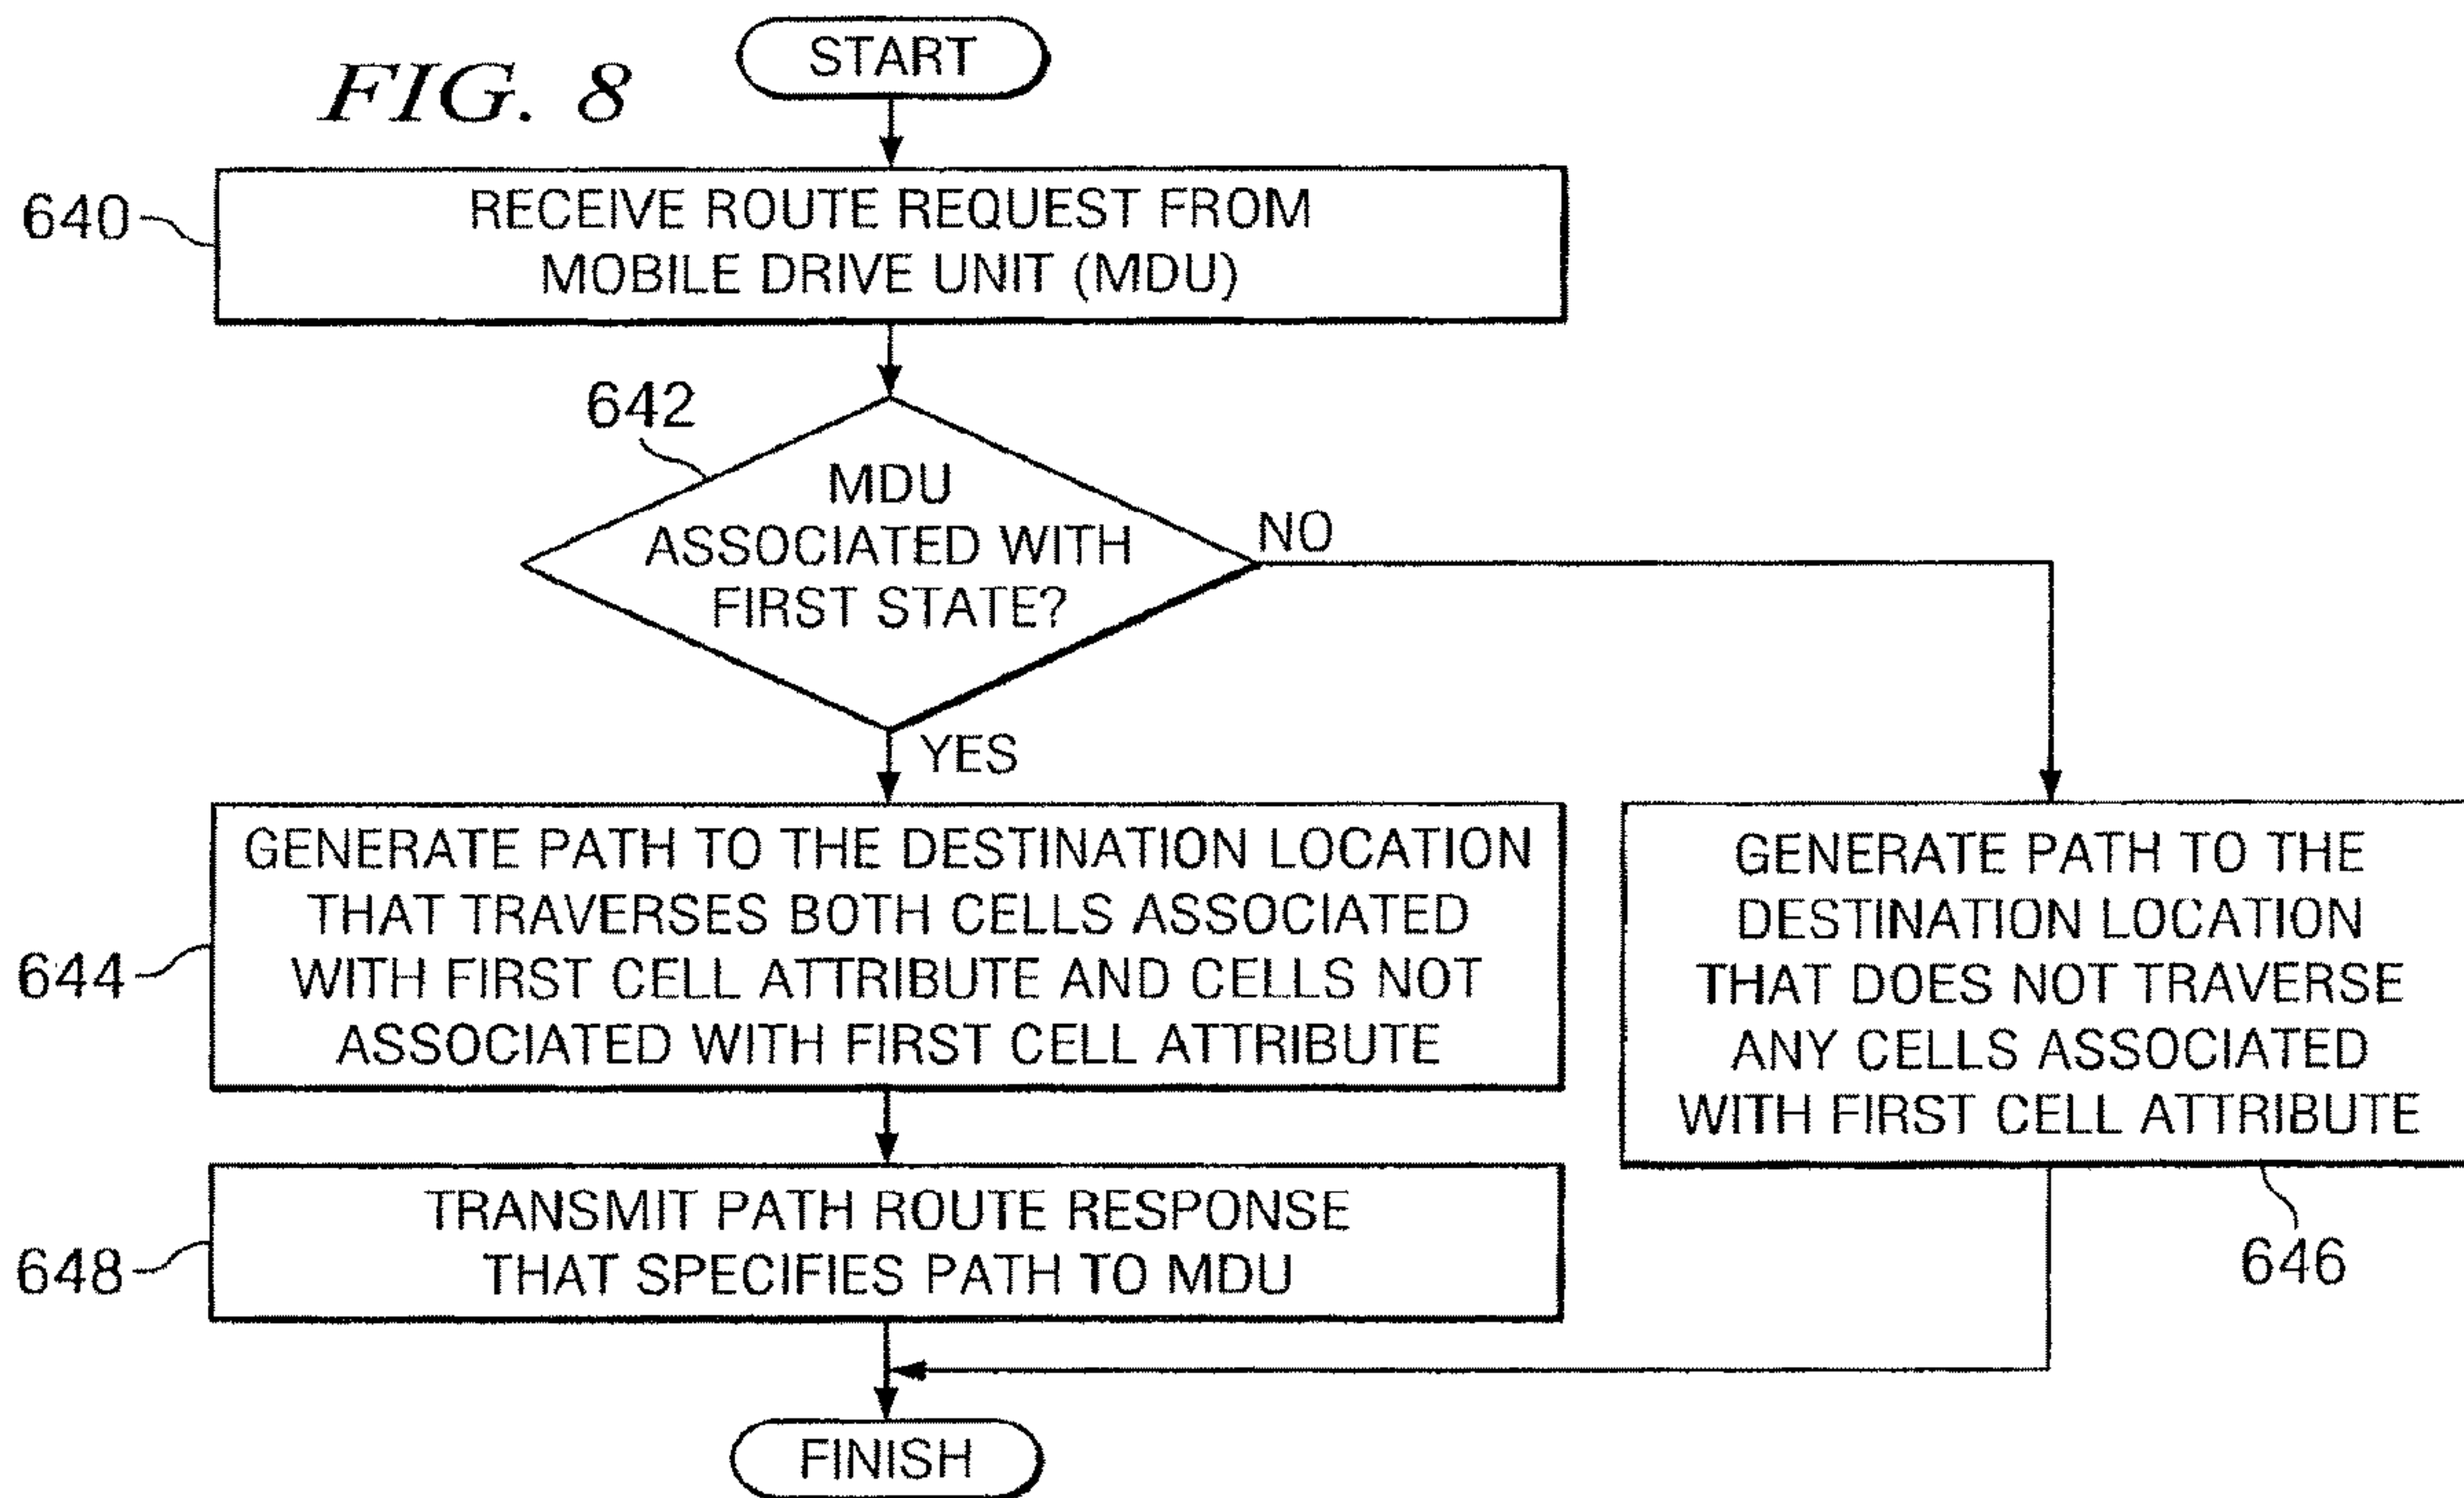 FIG. 8
START
640
RECEIVE ROUTE REQUEST FROM
MOBILE DRIVE UNIT (MDU)
642
MDU
ASSOCIATED WITH
FIRST STATE?
NO
YES
644
GENERATE PATH TO THE DESTINATION LOCATION
THAT TRAVERSES BOTH CELLS ASSOCIATED
WITH FIRST CELL ATTRIBUTE AND CELLS NOT
ASSOCIATED WITH FIRST CELL ATTRIBUTE
GENERATE PATH TO THE
DESTINATION LOCATION
THAT DOES NOT TRAVERSE
ANY CELLS ASSOCIATED
WITH FIRST CELL ATTRIBUTE
646
648
TRANSMIT PATH ROUTE RESPONSE
THAT SPECIFIES PATH TO MDU
FINISH